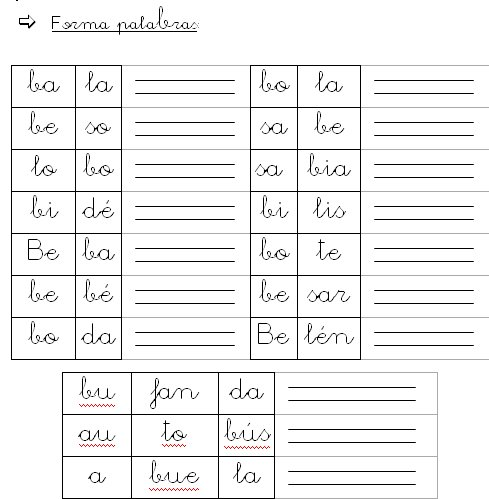 ⇨ Forma palabras:
ba la bo la
be so sa be
lo bo sa bia
bi dé bi lis
Be ba bo te
be bé be sar
bo da Be lén
bu fan da
au to bús
a bue la